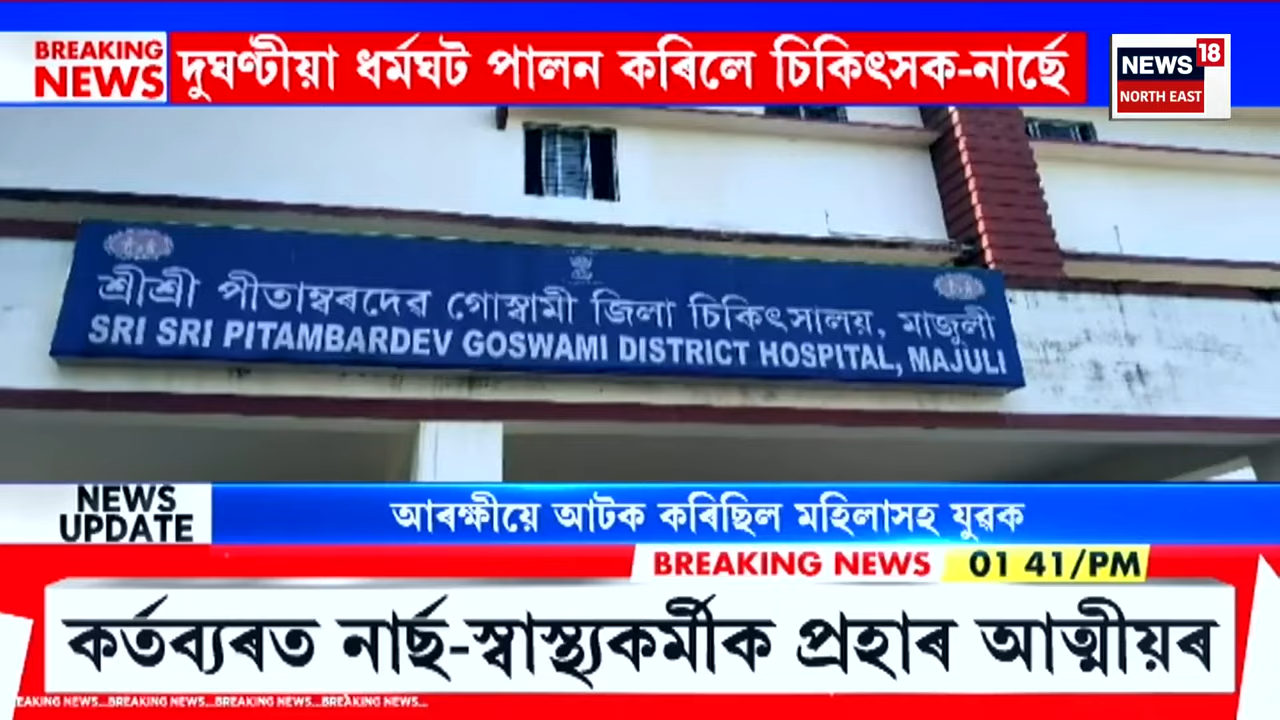 BREAKING
NEWS
দুঘণ্টীয়া ধৰ্মঘট পালন কৰিলে চিকিৎসক-নাৰ্ছে
NEWS 18
NORTH EAST
শ্ৰীশ্ৰী পীতাম্বৰদেৱ গোস্বামী জিলা চিকিৎসালয়, মাজুলী
SRI SRI PITAMBARDEV GOSWAMI DISTRICT HOSPITAL, MAJULI
NEWS
UPDATE
আৰক্ষীয়ে আটক কৰিছিল মহিলাসহ যুৱক
BREAKING NEWS 01 41/PM
কৰ্তব্যৰত নাৰ্ছ-স্বাস্থ্যকৰ্মীক প্ৰহাৰ আত্মীয়ৰ
EAKING NEWS...BREAKING NEWS...BREAKING NEWS...BREAKING NEWS...